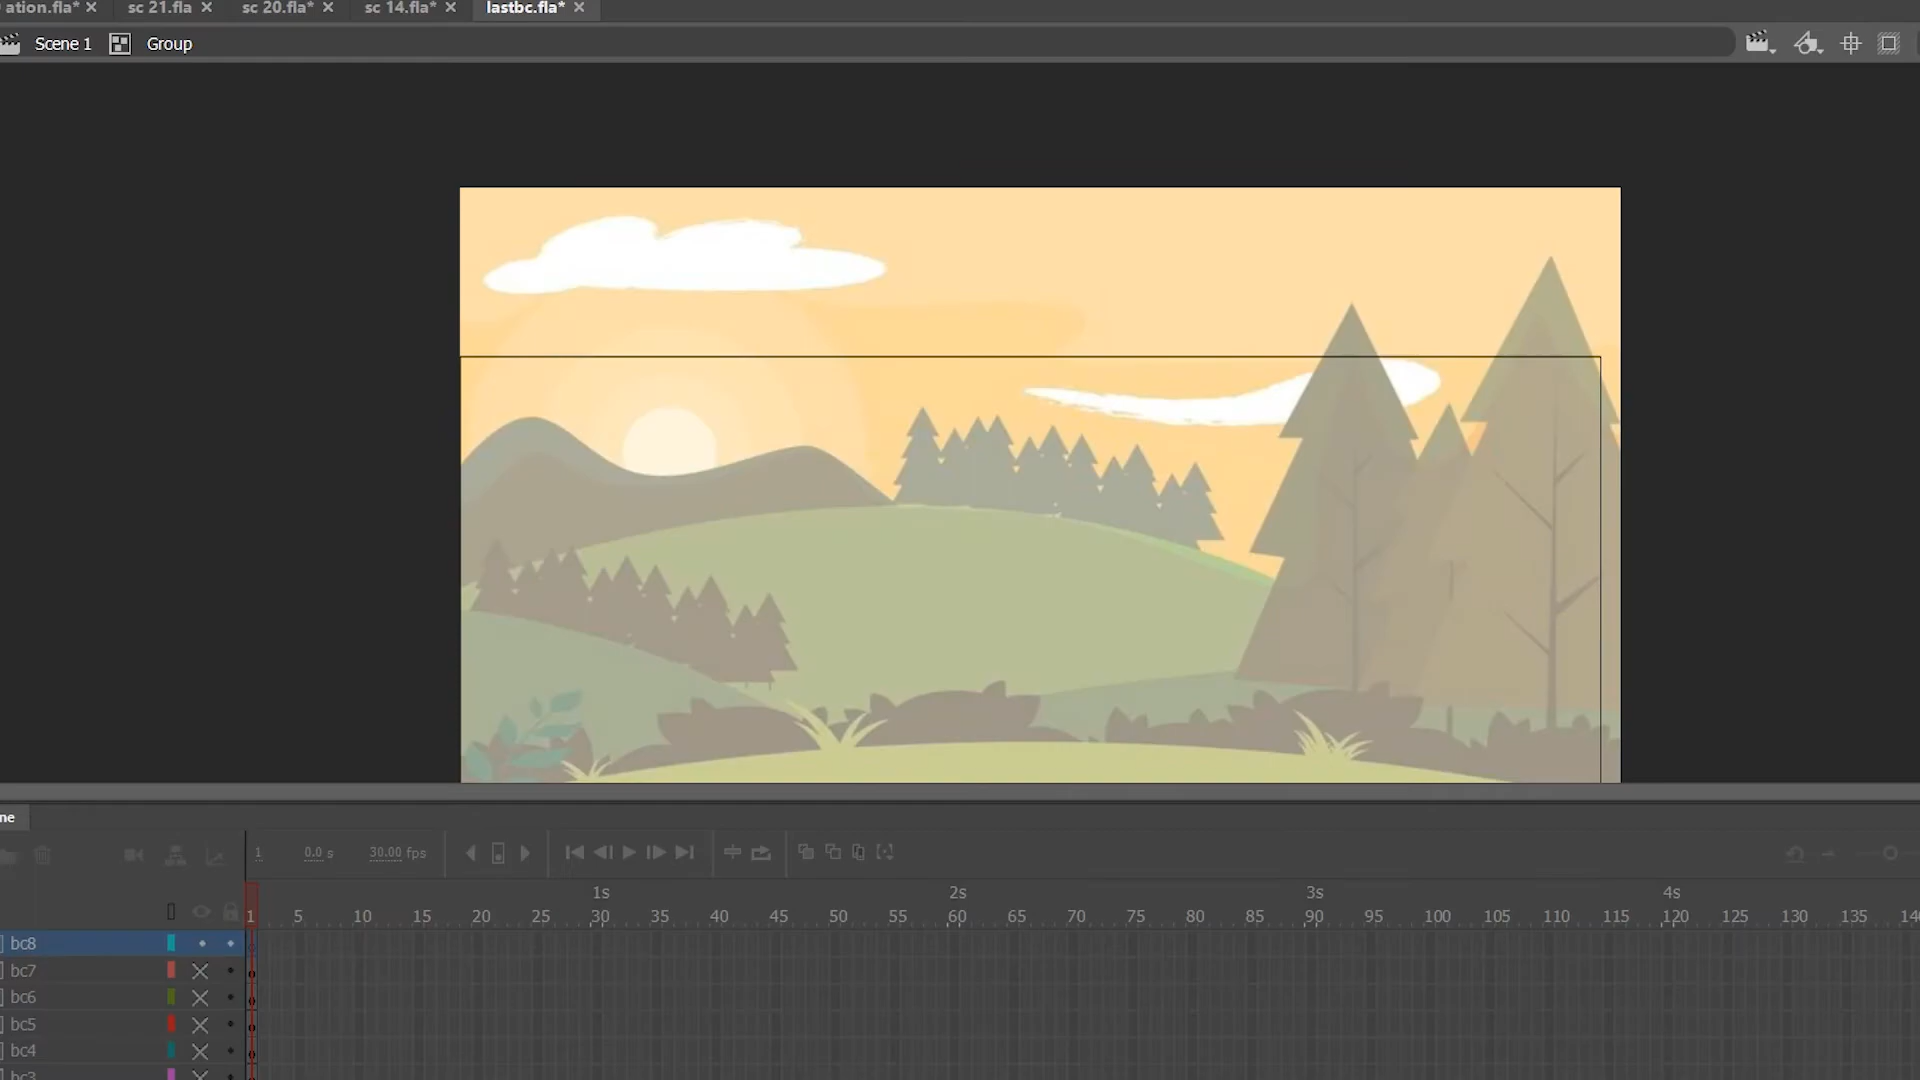 ation.fla* sc 21.fla sc 20.fla* sc 14.fla* lastbc.fla*
Scene 1 Group
ne
1 0.0 s 30.00 fps
1s 2s 3s 4s
1 5 10 15 20 25 30 35 40 45 50 55 60 65 70 75 80 85 90 95 100 105 110 115 120 125 130 135 140
bc8
bc7
bc6
bc5
bc4
bc3